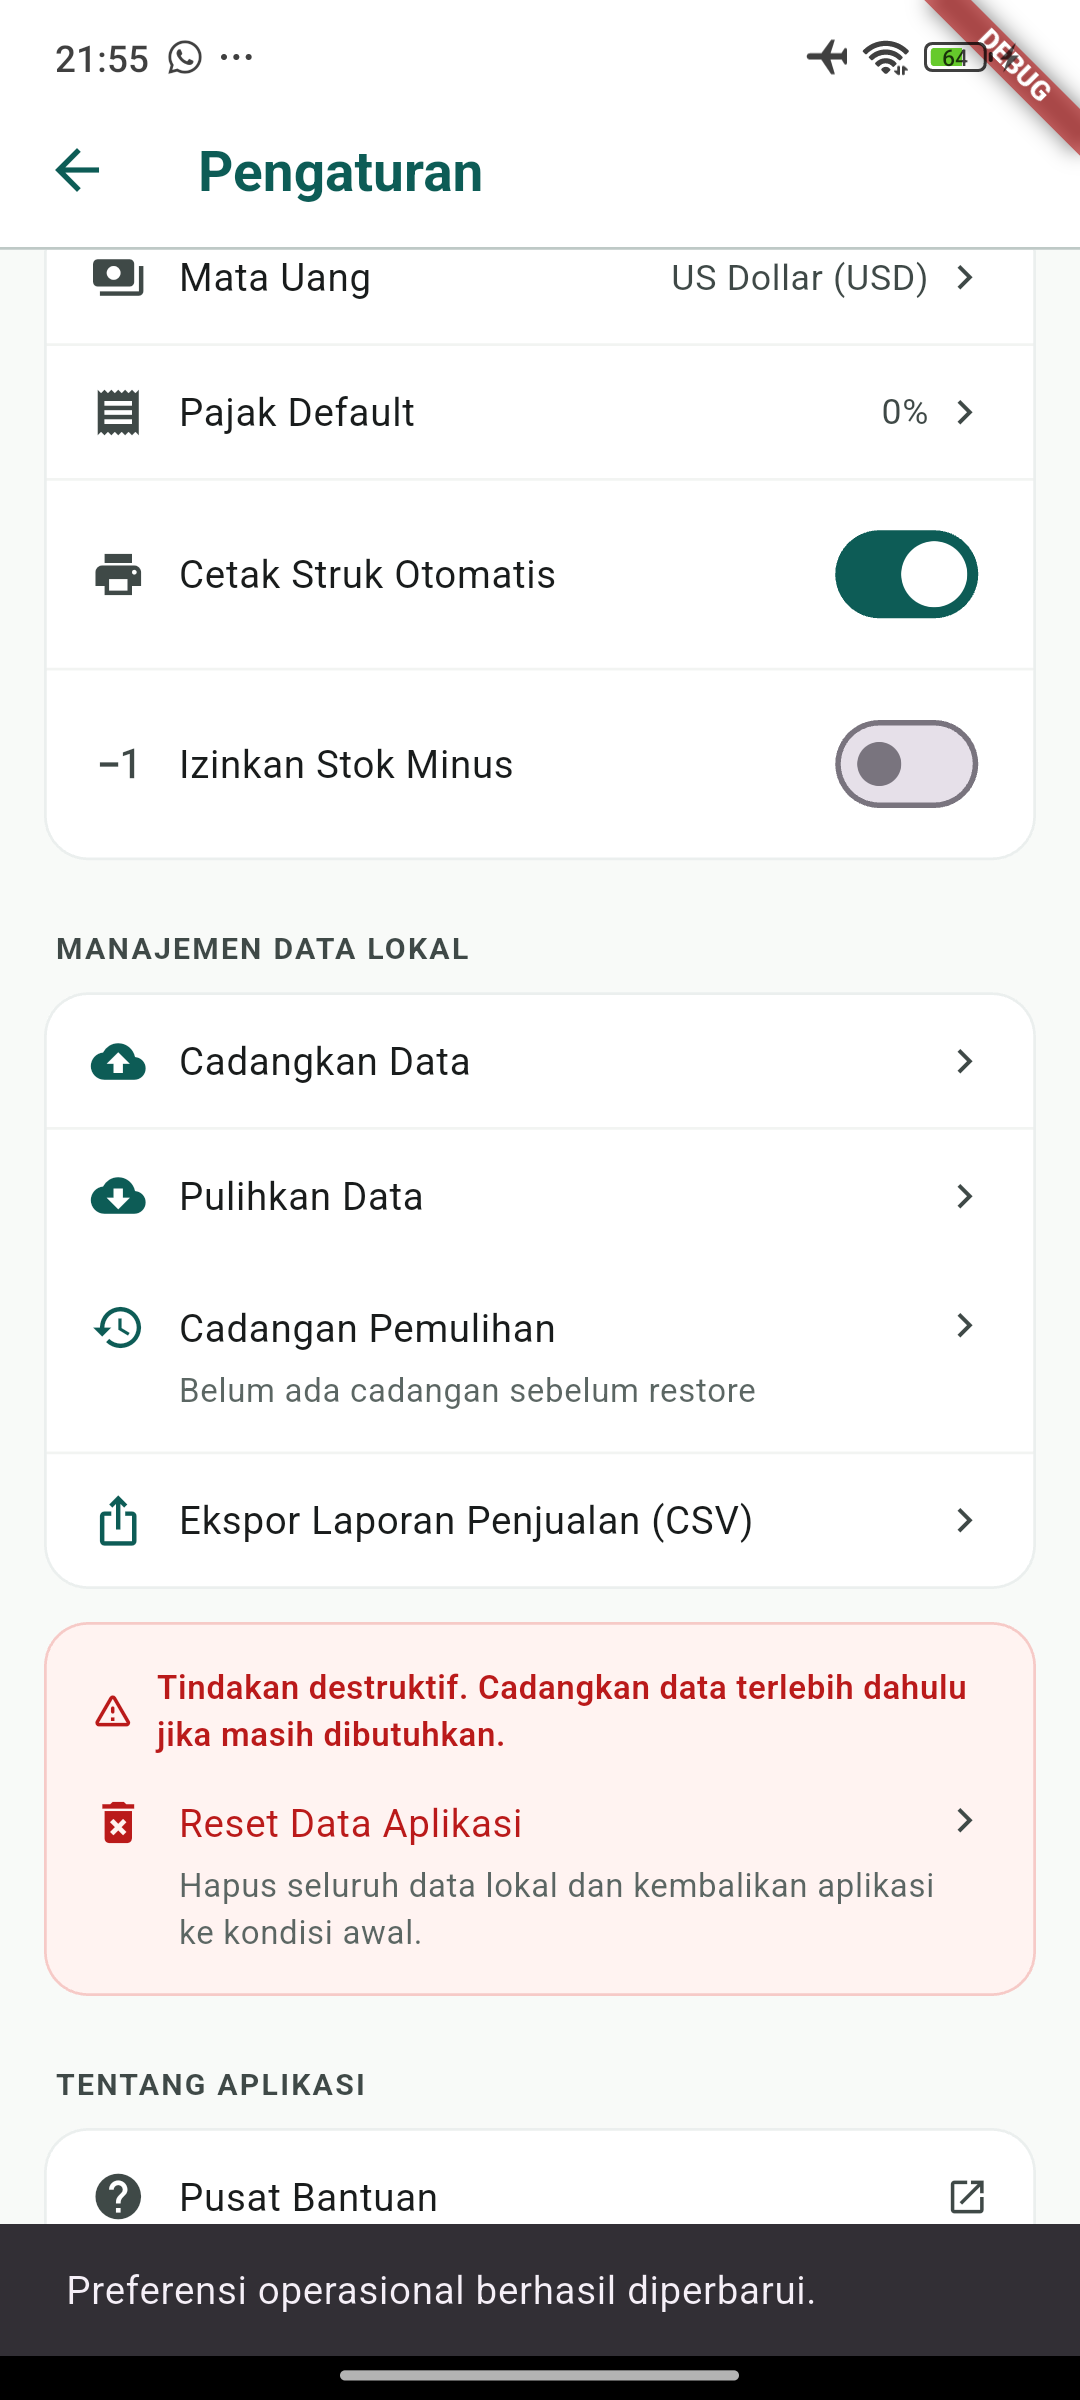 21:55
64
DEBUG
Pengaturan
Mata Uang
US Dollar (USD)
Pajak Default
0%
Cetak Struk Otomatis
−1
Izinkan Stok Minus
MANAJEMEN DATA LOKAL
Cadangkan Data
Pulihkan Data
Cadangan Pemulihan
Belum ada cadangan sebelum restore
Ekspor Laporan Penjualan (CSV)
Tindakan destruktif. Cadangkan data terlebih dahulu
jika masih dibutuhkan.
Reset Data Aplikasi
Hapus seluruh data lokal dan kembalikan aplikasi
ke kondisi awal.
TENTANG APLIKASI
Pusat Bantuan
Preferensi operasional berhasil diperbarui.